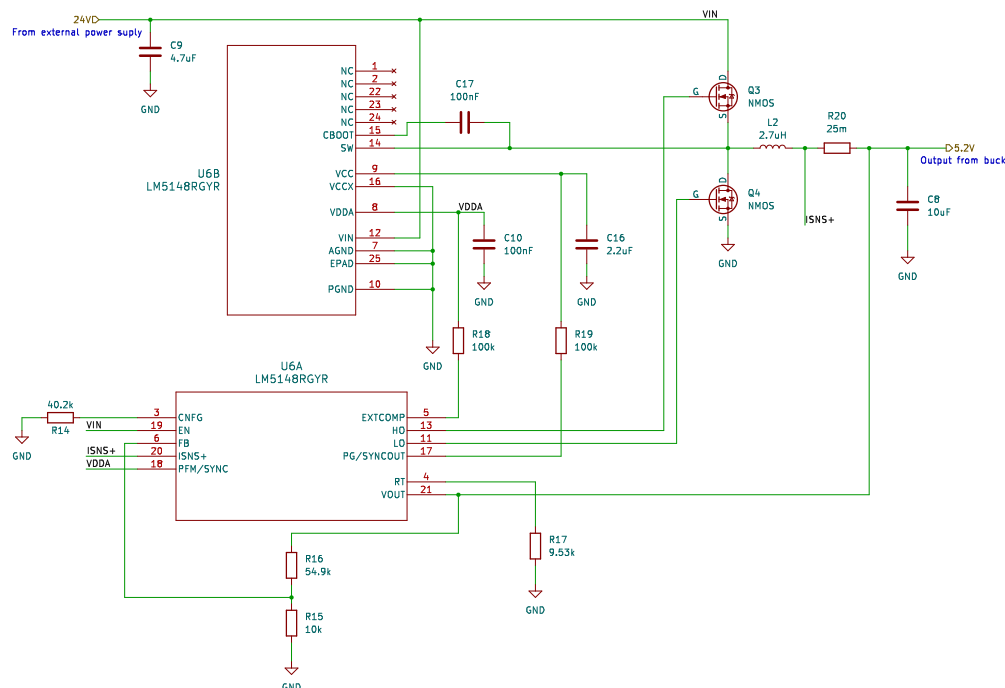 24V
From external power suply
C9
4.7uF
GND
VIN
U6B
LM5148RGYR
NC 1
NC 2
NC 22
NC 23
NC 24
CBOOT 15
SW 14
VCC 9
VCCX 16
VDDA 8
VIN 12
AGND 7
EPAD 25
PGND 10
C17
100nF
VDDA
C10
100nF
GND
C16
2.2uF
GND
GND
R18
100k
R19
100k
D
G
S
Q3
NMOS
D
G
S
Q4
NMOS
GND
L2
2.7uH
R20
25m
ISNS+
5.2V
Output from buck
C8
10uF
GND
U6A
LM5148RGYR
40.2k
R14
GND
VIN
ISNS+
VDDA
3 CNFG
19 EN
6 FB
20 ISNS+
18 PFM/SYNC
EXTCOMP 5
HO 13
LO 11
PG/SYNCOUT 17
RT 4
VOUT 21
R16
54.9k
R15
10k
GND
R17
9.53k
GND